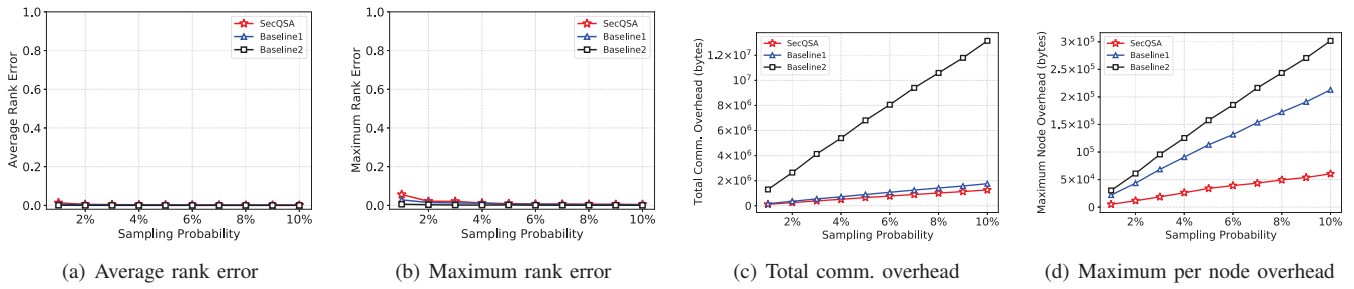 1.0
0.8
0.6
0.4
0.2
0.0
Average Rank Error
SecQSA
Baseline1
Baseline2
2% 4% 6% 8% 10%
Sampling Probability
(a) Average rank error
1.0
0.8
0.6
0.4
0.2
0.0
Maximum Rank Error
SecQSA
Baseline1
Baseline2
2% 4% 6% 8% 10%
Sampling Probability
(b) Maximum rank error
1.2×10⁷
10⁷
8×10⁶
6×10⁶
4×10⁶
2×10⁶
0
Total Comm. Overhead (bytes)
SecQSA
Baseline1
Baseline2
2% 4% 6% 8% 10%
Sampling Probability
(c) Total comm. overhead
3×10⁵
2.5×10⁵
2×10⁵
1.5×10⁵
10⁵
5×10⁴
0
Maximum Node Overhead (bytes)
SecQSA
Baseline1
Baseline2
2% 4% 6% 8% 10%
Sampling Probability
(d) Maximum per node overhead